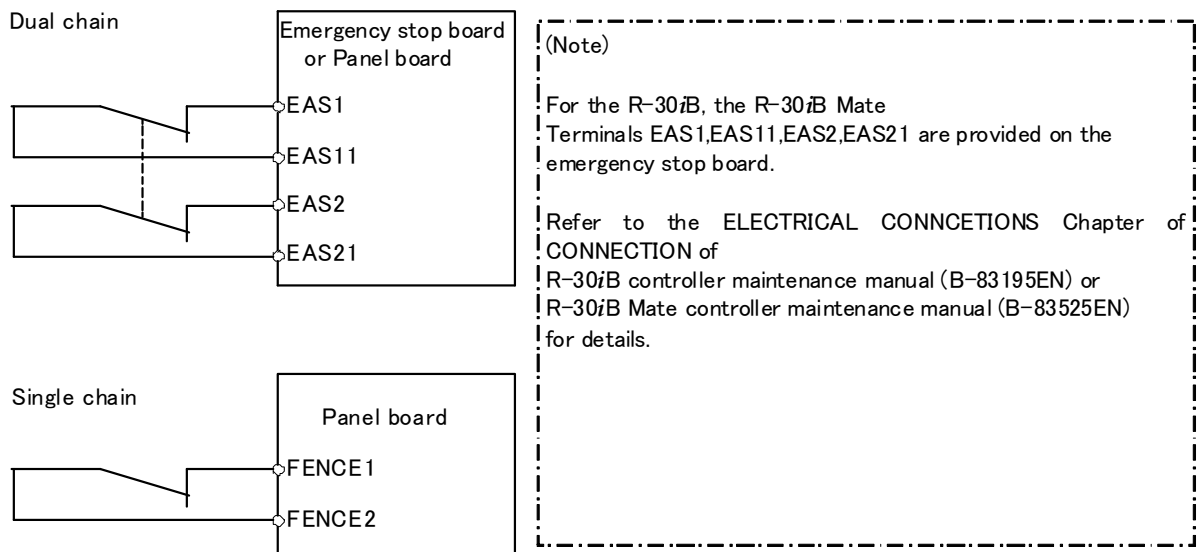 Dual chain
Emergency stop board
or Panel board
EAS1
EAS11
EAS2
EAS21
Single chain
Panel board
FENCE1
FENCE2
(Note)
For the R-30iB, the R-30iB Mate
Terminals EAS1,EAS11,EAS2,EAS21 are provided on the
emergency stop board.
Refer to the ELECTRICAL CONNCETIONS Chapter of
CONNECTION of
R-30iB controller maintenance manual (B-83195EN) or
R-30iB Mate controller maintenance manual (B-83525EN)
for details.